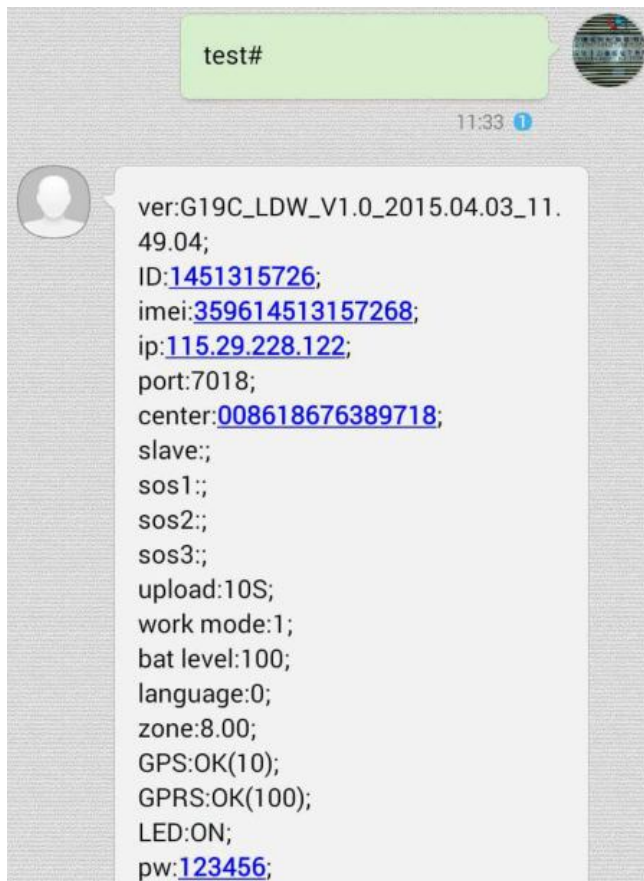 test#
11:33 1
ver:G19C_LDW_V1.0_2015.04.03_11.
49.04;
ID:1451315726;
imei:359614513157268;
ip:115.29.228.122;
port:7018;
center:008618676389718;
slave:;
sos1:;
sos2:;
sos3:;
upload:10S;
work mode:1;
bat level:100;
language:0;
zone:8.00;
GPS:OK(10);
GPRS:OK(100);
LED:ON;
pw:123456;